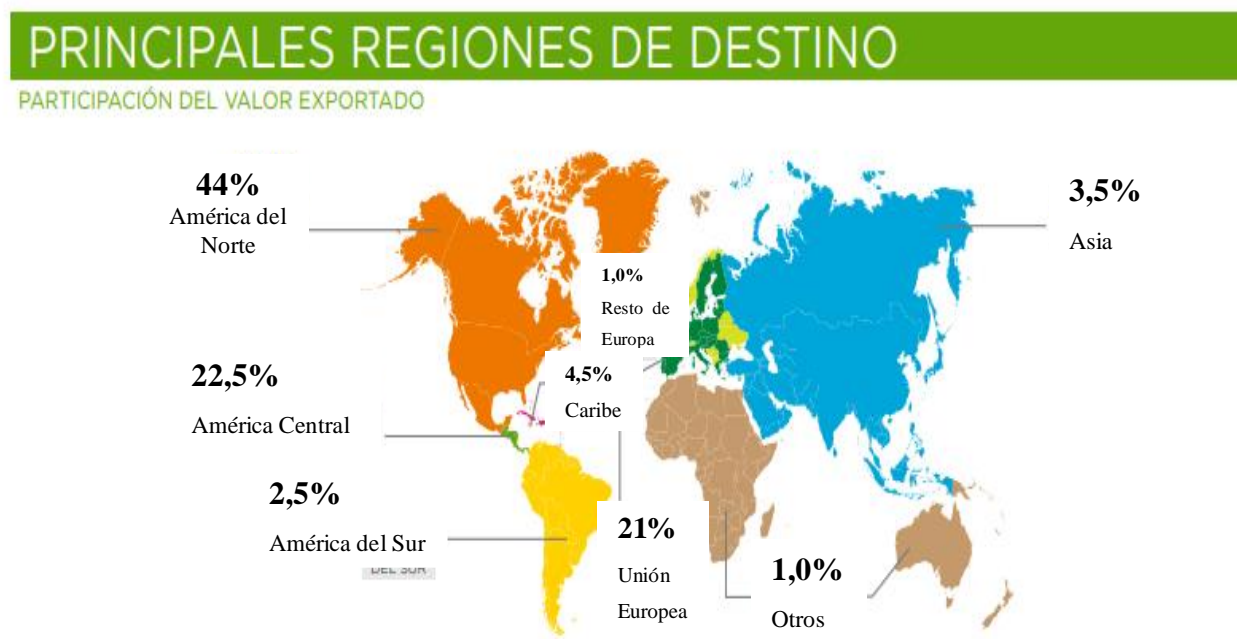 PRINCIPALES REGIONES DE DESTINO
PARTICIPACIÓN DEL VALOR EXPORTADO
44%
América del
Norte
3,5%
Asia
1,0%
Resto de
Europa
22,5%
América Central
4,5%
Caribe
2,5%
América del Sur
DEL SUR
21%
Unión
Europea
1,0%
Otros